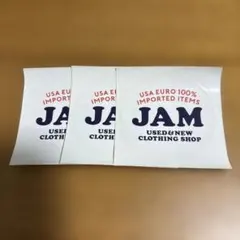 USA EURO 100%
IMPORTED ITEMS
JAM
USED&NEW
CLOTHING SHOP